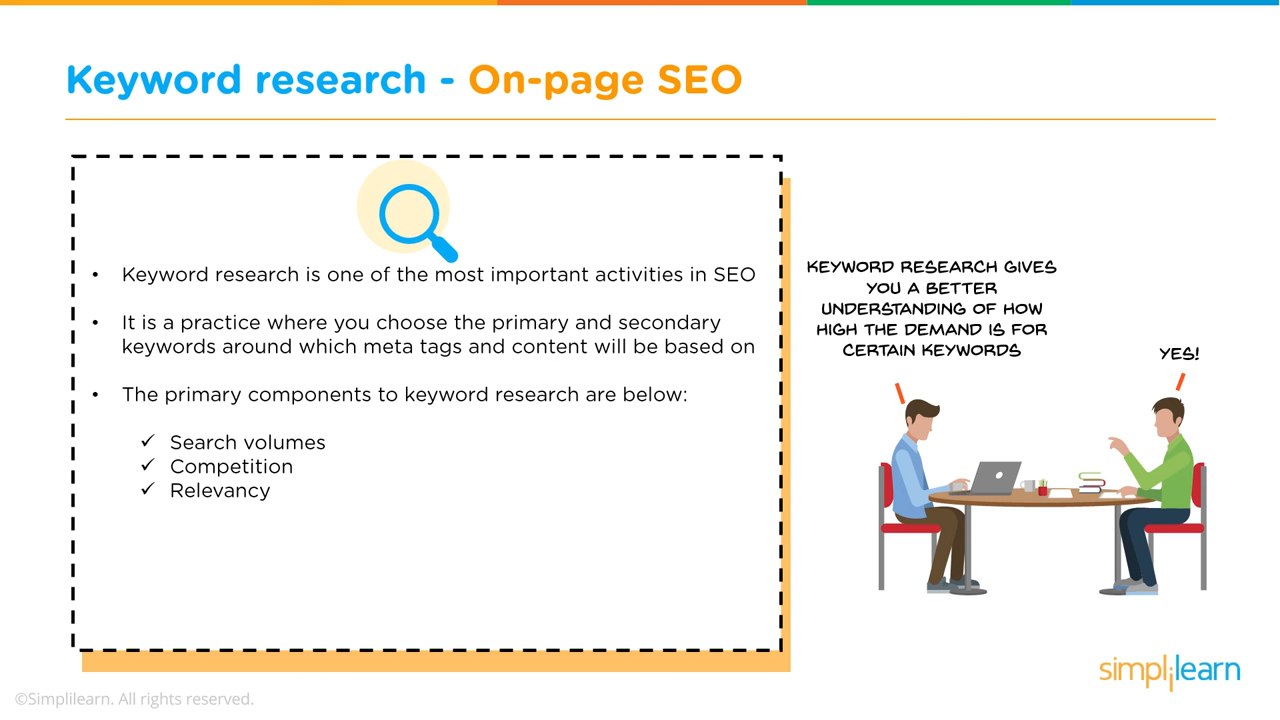 Keyword research - On-page SEO
• Keyword research is one of the most important activities in SEO
• It is a practice where you choose the primary and secondary
keywords around which meta tags and content will be based on
• The primary components to keyword research are below:
✓ Search volumes
✓ Competition
✓ Relevancy
KEYWORD RESEARCH GIVES
YOU A BETTER
UNDERSTANDING OF HOW
HIGH THE DEMAND IS FOR
CERTAIN KEYWORDS
YES!
simplilearn
©Simplilearn. All rights reserved.